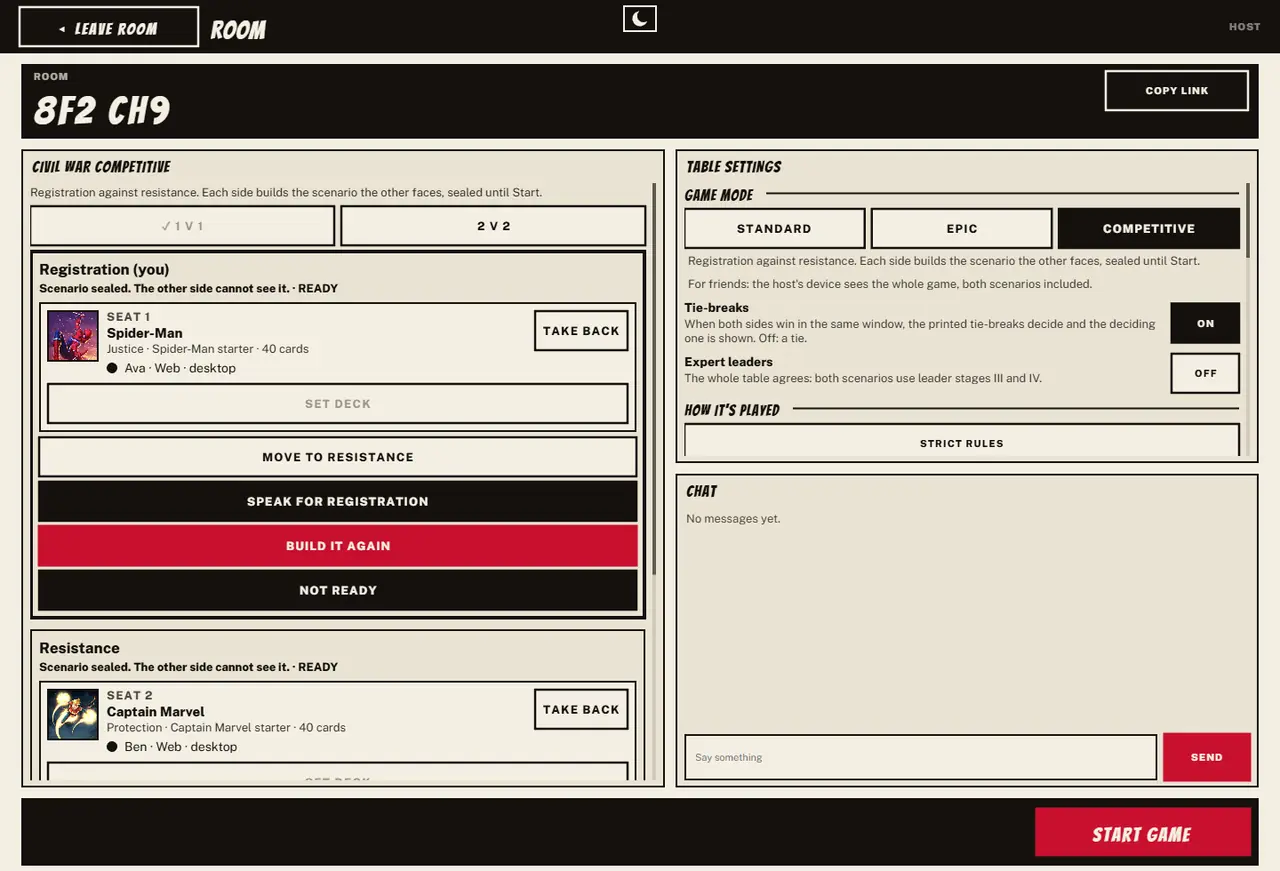 ◂ LEAVE ROOM
ROOM
HOST
ROOM
8F2 CH9
COPY LINK
CIVIL WAR COMPETITIVE
Registration against resistance. Each side builds the scenario the other faces, sealed until Start.
✓ 1 V 1
2 V 2
Registration (you)
Scenario sealed. The other side cannot see it. · READY
SEAT 1
Spider-Man
Justice · Spider-Man starter · 40 cards
Ava · Web · desktop
TAKE BACK
SET DECK
MOVE TO RESISTANCE
SPEAK FOR REGISTRATION
BUILD IT AGAIN
NOT READY
Resistance
Scenario sealed. The other side cannot see it. · READY
SEAT 2
Captain Marvel
Protection · Captain Marvel starter · 40 cards
Ben · Web · desktop
TAKE BACK
SET DECK
TABLE SETTINGS
GAME MODE
STANDARD
EPIC
COMPETITIVE
Registration against resistance. Each side builds the scenario the other faces, sealed until Start.
For friends: the host's device sees the whole game, both scenarios included.
Tie-breaks
When both sides win in the same window, the printed tie-breaks decide and the deciding
one is shown. Off: a tie.
ON
Expert leaders
The whole table agrees: both scenarios use leader stages III and IV.
OFF
HOW IT'S PLAYED
STRICT RULES
CHAT
No messages yet.
Say something
SEND
START GAME